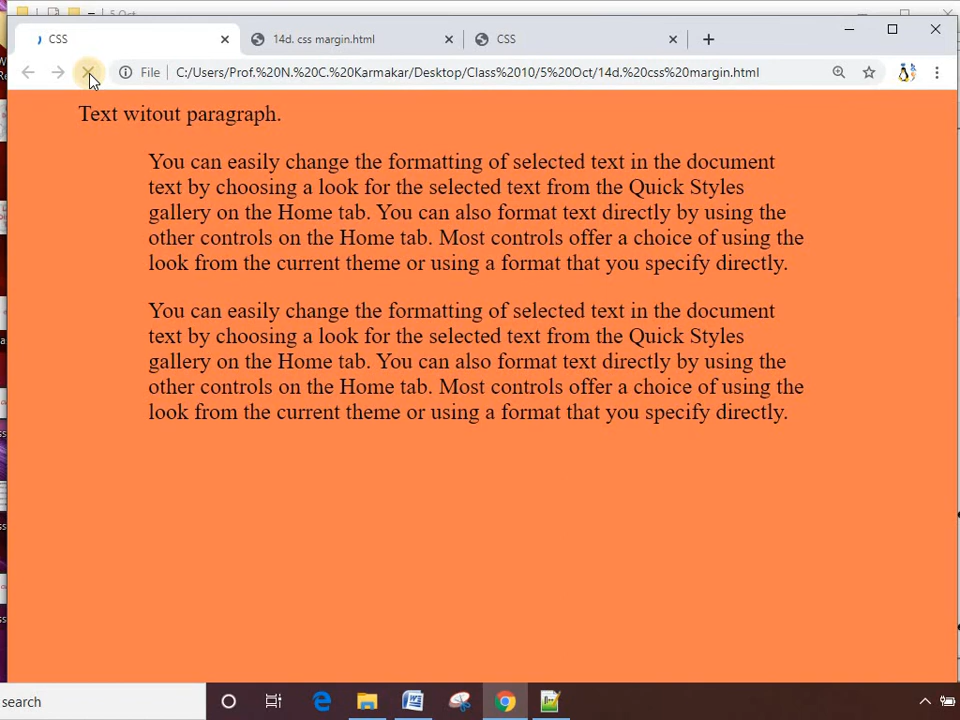 5 Oct
CSS
14d. css margin.html
CSS
File
C:/Users/Prof.%20N.%20C.%20Karmakar/Desktop/Class%2010/5%20Oct/14d.%20css%20margin.html
Text witout paragraph.
You can easily change the formatting of selected text in the document
text by choosing a look for the selected text from the Quick Styles
gallery on the Home tab. You can also format text directly by using the
other controls on the Home tab. Most controls offer a choice of using the
look from the current theme or using a format that you specify directly.
You can easily change the formatting of selected text in the document
text by choosing a look for the selected text from the Quick Styles
gallery on the Home tab. You can also format text directly by using the
other controls on the Home tab. Most controls offer a choice of using the
look from the current theme or using a format that you specify directly.
search